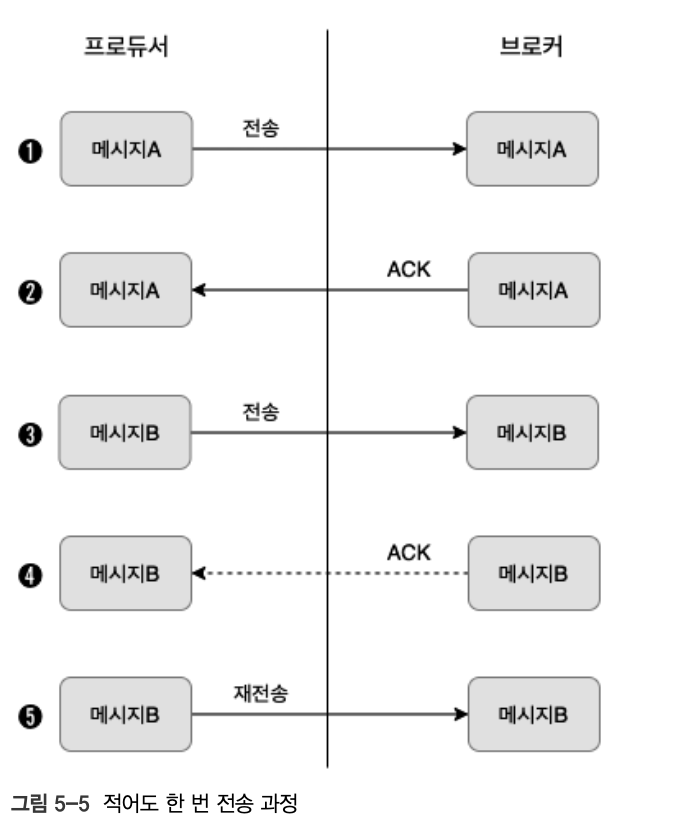 프로듀서 브로커
❶ 메시지A 전송 메시지A
❷ 메시지A ACK 메시지A
❸ 메시지B 전송 메시지B
❹ 메시지B ACK 메시지B
❺ 메시지B 재전송 메시지B
그림 5–5 적어도 한 번 전송 과정